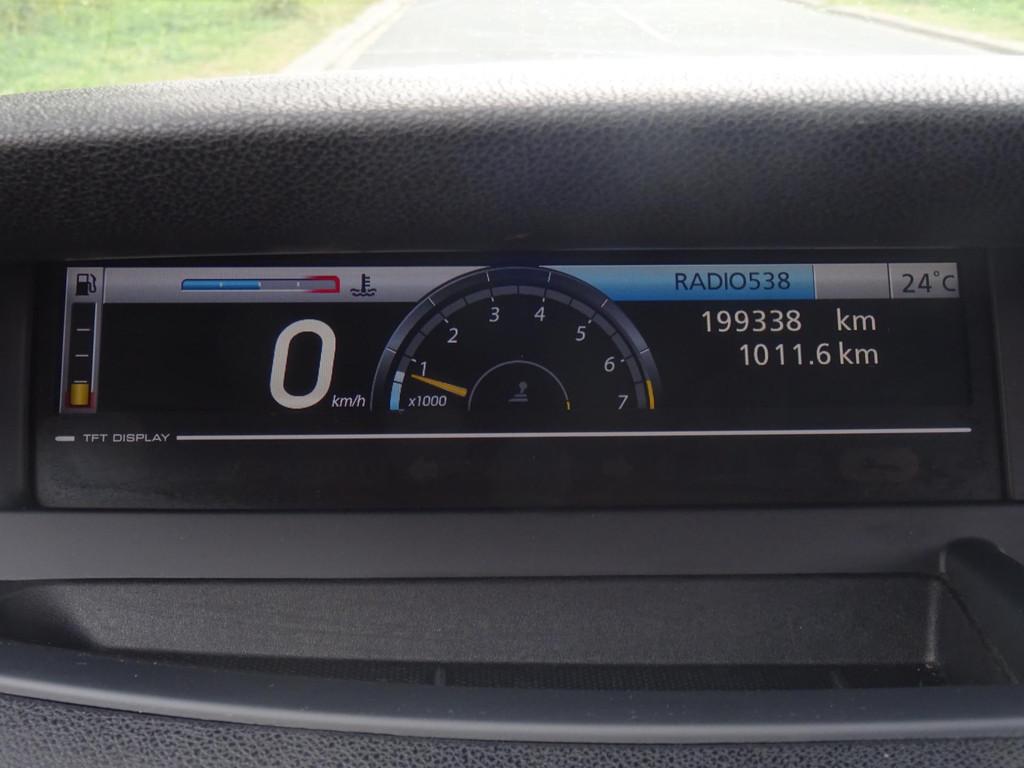 RADIO538
24°C
199338 km
1011.6 km
0 km/h
1 2 3 4 5 6 7
x1000
TFT DISPLAY